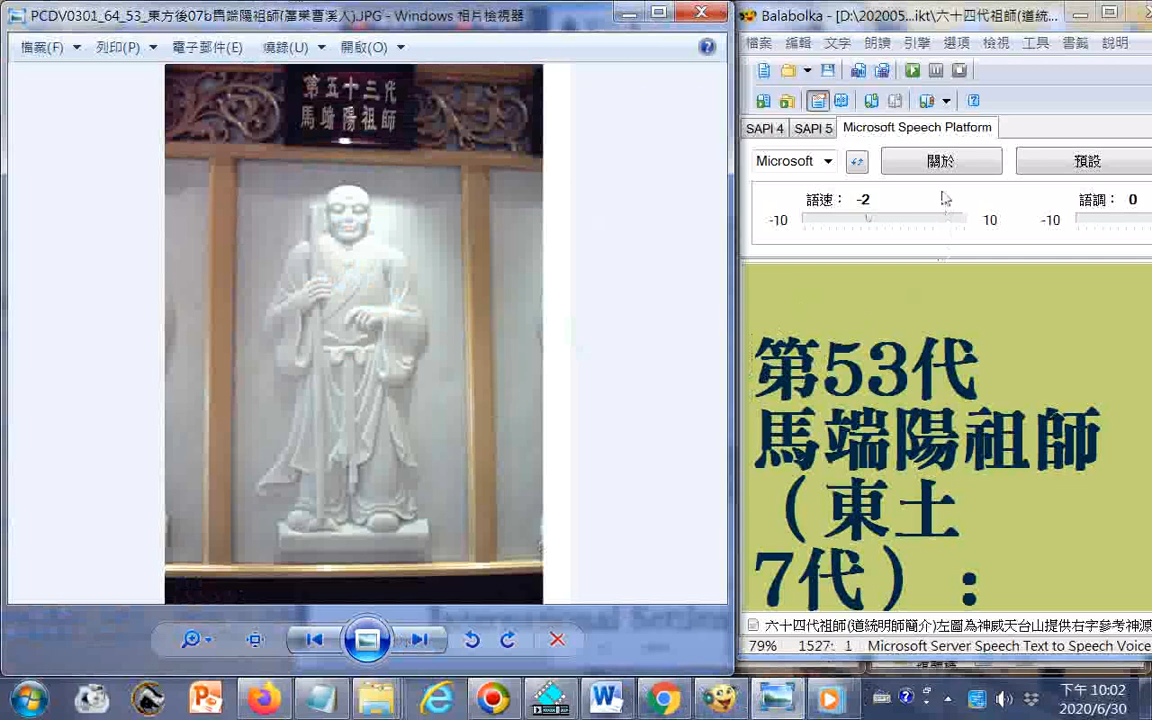 PCDV0301_64_53_東方後07b馬端陽祖師(灋果曹溪人).JPG - Windows 相片檢視器
檔案(F) 列印(P) 電子郵件(E) 燒錄(U) 開啟(O)
第五十三代
馬端陽祖師
Balabolka - [D:\202005...ikt\六十四代祖師(道統...
檔案 編輯 文字 朗讀 引擎 選項 檢視 工具 書籤 說明
SAPI 4 SAPI 5 Microsoft Speech Platform
Microsoft 關於 預設
語速： -2 語調： 0
-10 10 -10
第53代
馬端陽祖師
（東土
7代）：
六十四代祖師(道統明師簡介)左圖為神威天台山提供右字參考神源
79% 1527: 1 Microsoft Server Speech Text to Speech Voice
下午 10:02
2020/6/30